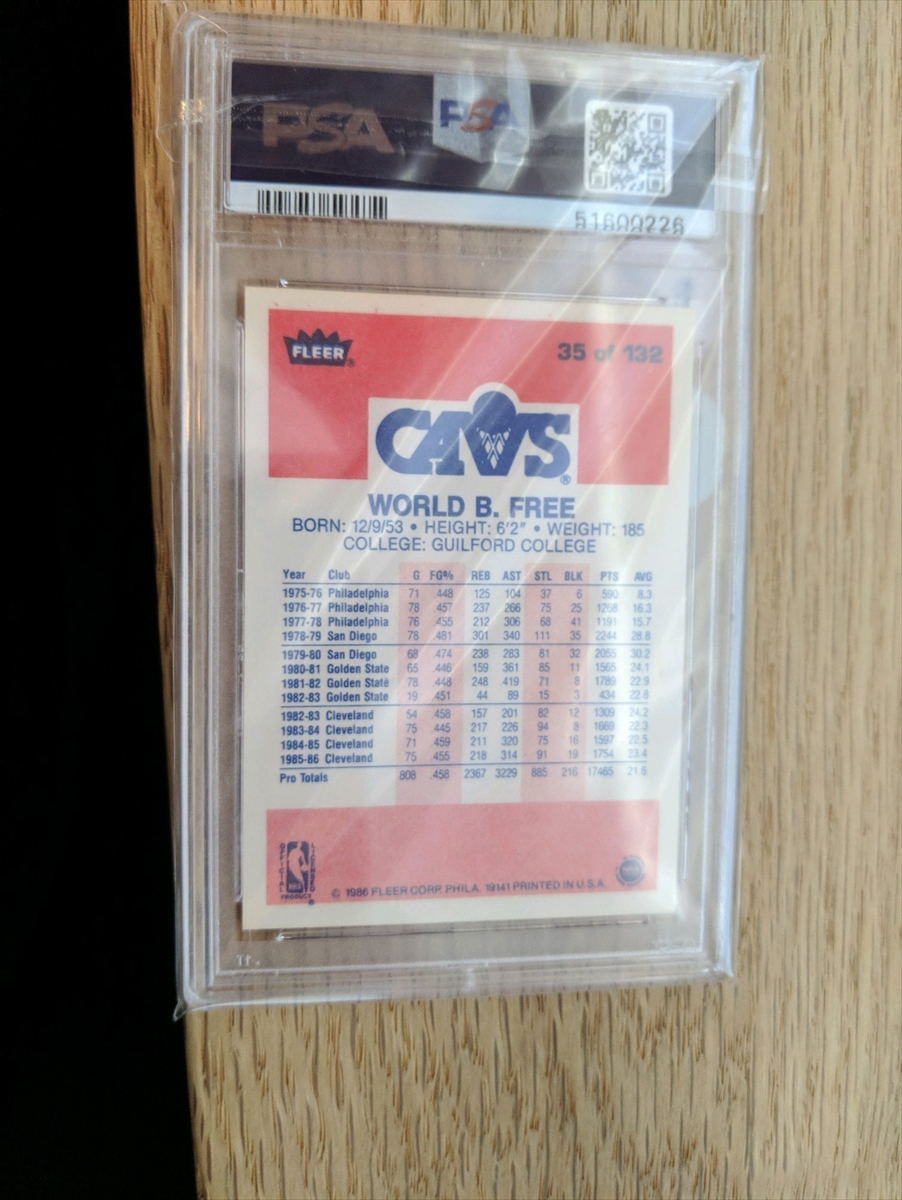 PSA PSA
51600226
FLEER ® 35 of 132
CAVS ®
WORLD B. FREE
BORN: 12/9/53 • HEIGHT: 6'2" • WEIGHT: 185
COLLEGE: GUILFORD COLLEGE
Year Club G FG% REB AST STL BLK PTS AVG
1975-76 Philadelphia 71 .448 125 104 37 6 590 8.3
1976-77 Philadelphia 78 .457 237 266 75 25 1268 16.3
1977-78 Philadelphia 76 .455 212 306 68 41 1191 15.7
1978-79 San Diego 78 .481 301 340 111 35 2244 28.8
1979-80 San Diego 68 .474 238 283 81 32 2055 30.2
1980-81 Golden State 65 .446 159 361 85 11 1565 24.1
1981-82 Golden State 78 .448 248 419 71 8 1789 22.9
1982-83 Golden State 19 .451 44 89 15 3 434 22.8
1982-83 Cleveland 54 .458 157 201 82 12 1309 24.2
1983-84 Cleveland 75 .445 217 226 94 8 1669 22.3
1984-85 Cleveland 71 .459 211 320 75 16 1597 22.5
1985-86 Cleveland 75 .455 218 314 91 19 1754 23.4
Pro Totals 808 .458 2367 3229 885 216 17465 21.6
OFFICIAL LICENSED
NBA
PRODUCT ®
© 1986 FLEER CORP. PHILA. 19141 PRINTED IN U.S.A.